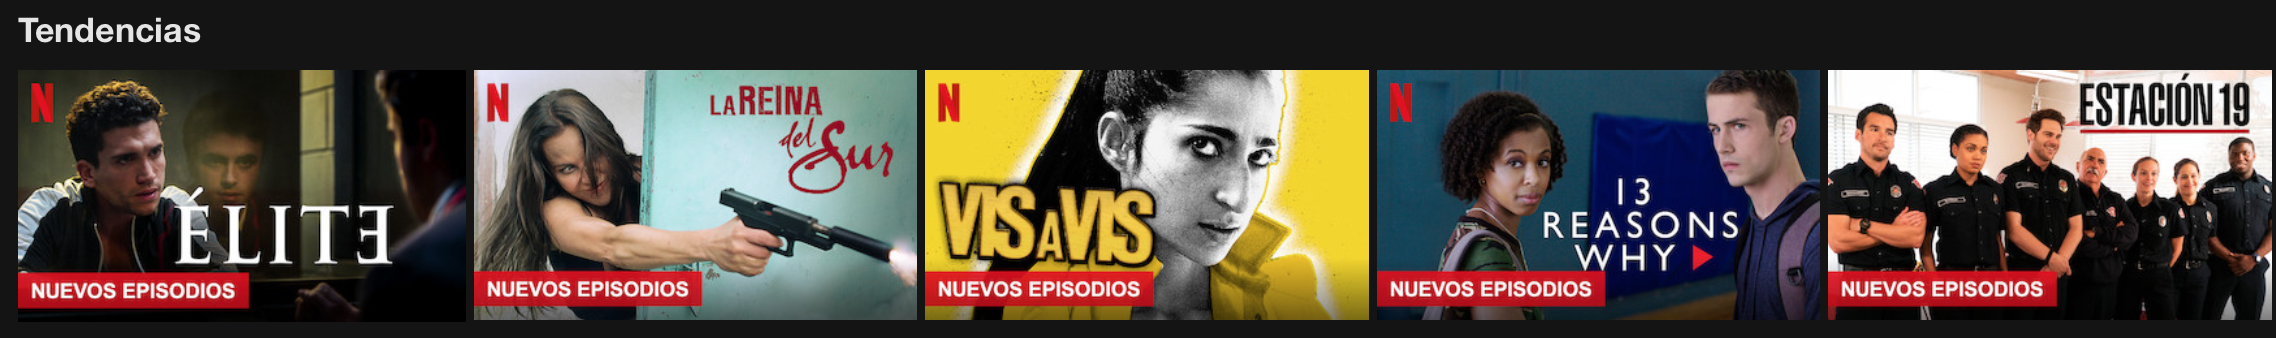 Tendencias
N
ÉLITE
NUEVOS EPISODIOS
N
LA REINA
del
Sur
NUEVOS EPISODIOS
N
VIS A VIS
NUEVOS EPISODIOS
N
13
REASONS
WHY
NUEVOS EPISODIOS
ESTACIÓN 19
NUEVOS EPISODIOS